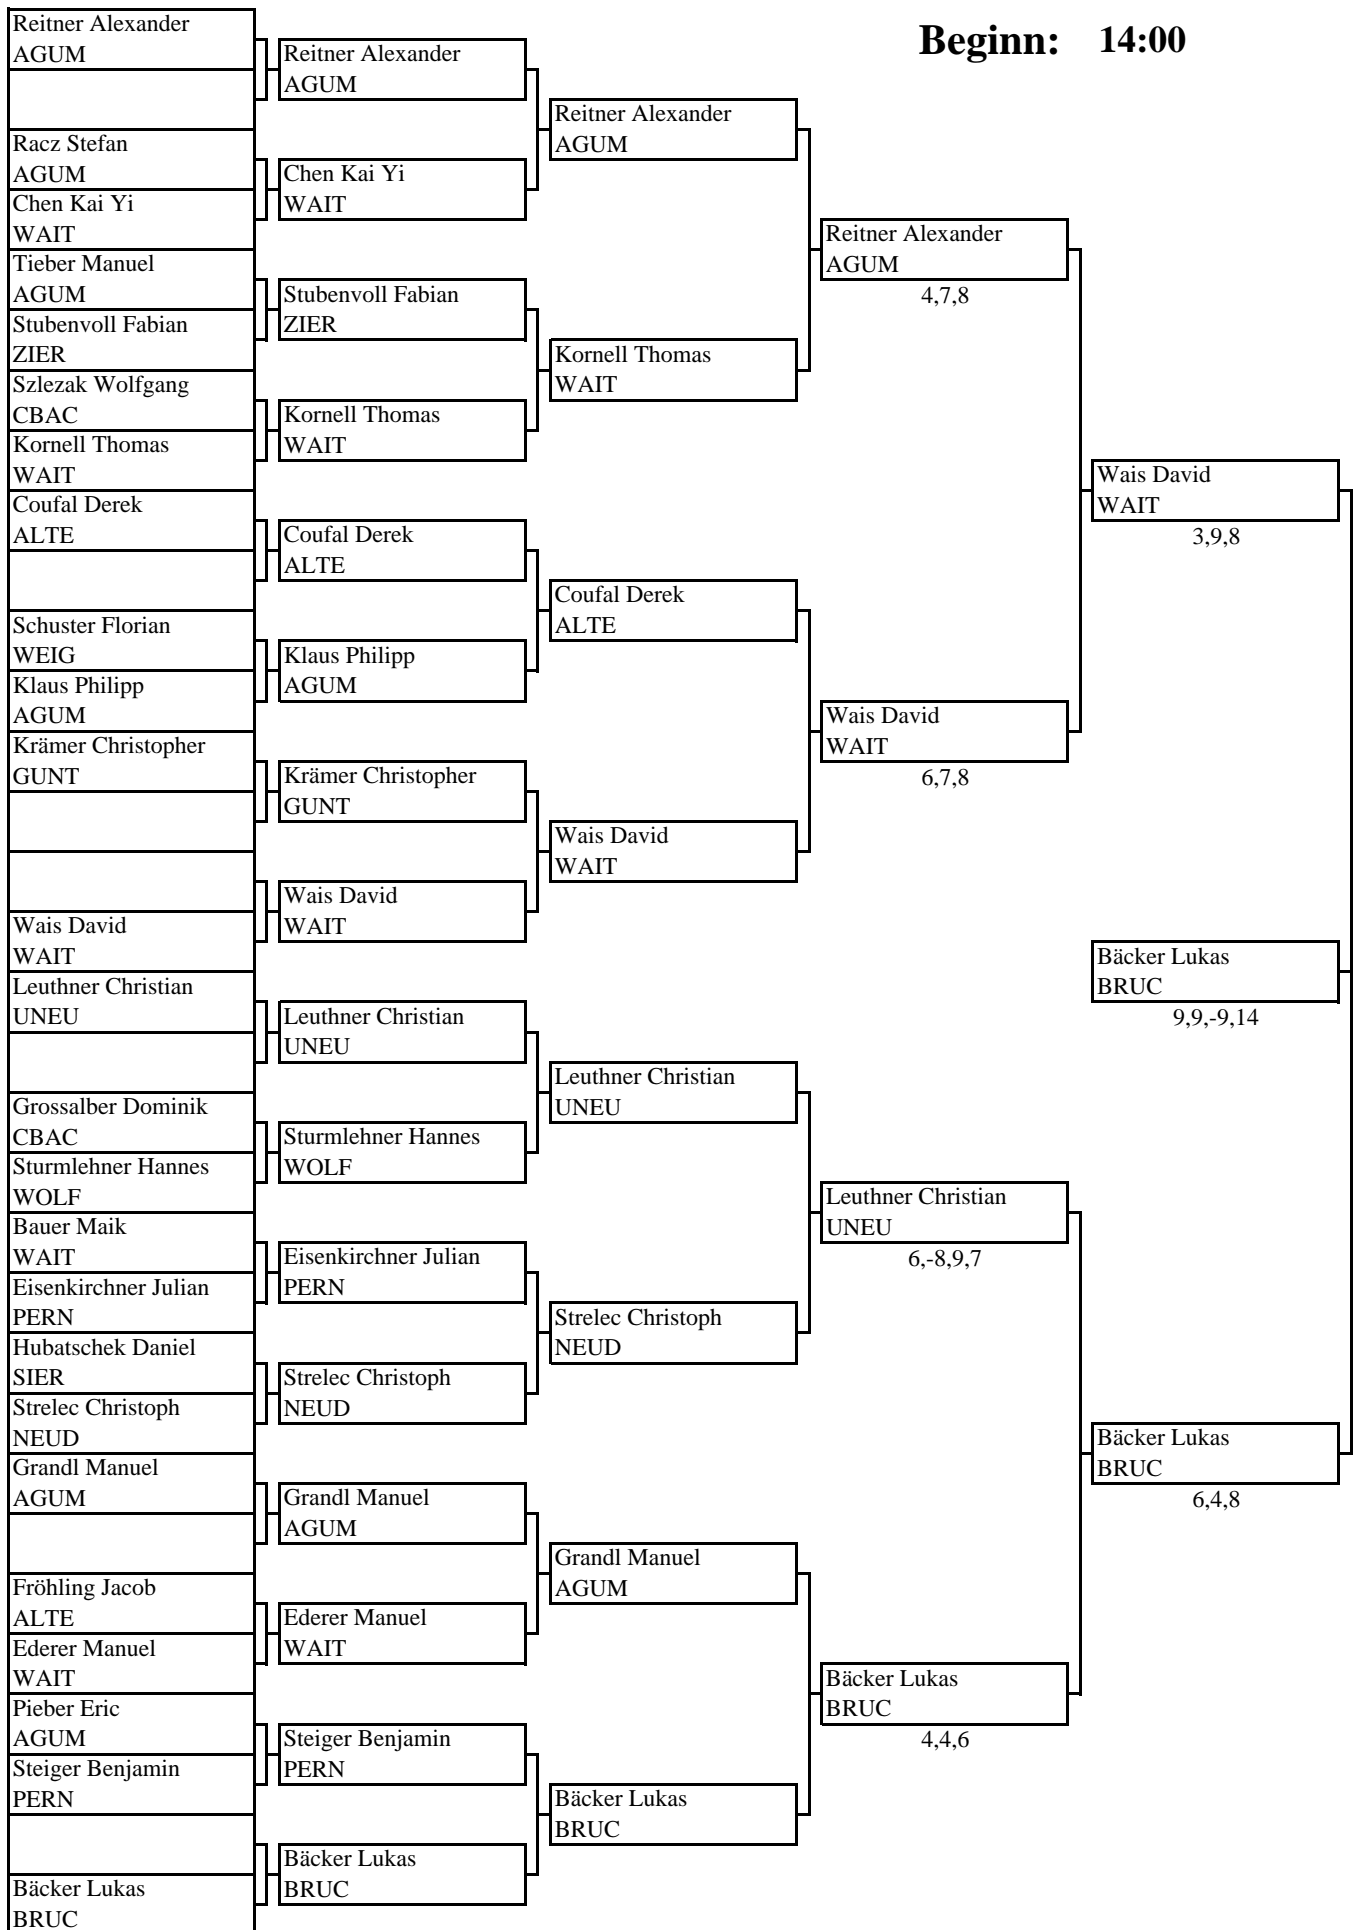 Beginn: 14:00
Reitner Alexander
AGUM
Racz Stefan
AGUM
Chen Kai Yi
WAIT
Tieber Manuel
AGUM
Stubenvoll Fabian
ZIER
Szlezak Wolfgang
CBAC
Kornell Thomas
WAIT
Coufal Derek
ALTE
Schuster Florian
WEIG
Klaus Philipp
AGUM
Krämer Christopher
GUNT
Wais David
WAIT
Leuthner Christian
UNEU
Grossalber Dominik
CBAC
Sturmlehner Hannes
WOLF
Bauer Maik
WAIT
Eisenkirchner Julian
PERN
Hubatschek Daniel
SIER
Strelec Christoph
NEUD
Grandl Manuel
AGUM
Fröhling Jacob
ALTE
Ederer Manuel
WAIT
Pieber Eric
AGUM
Steiger Benjamin
PERN
Bäcker Lukas
BRUC
Reitner Alexander
AGUM
Chen Kai Yi
WAIT
Stubenvoll Fabian
ZIER
Kornell Thomas
WAIT
Coufal Derek
ALTE
Klaus Philipp
AGUM
Krämer Christopher
GUNT
Wais David
WAIT
Leuthner Christian
UNEU
Sturmlehner Hannes
WOLF
Eisenkirchner Julian
PERN
Strelec Christoph
NEUD
Grandl Manuel
AGUM
Ederer Manuel
WAIT
Steiger Benjamin
PERN
Bäcker Lukas
BRUC
Reitner Alexander
AGUM
Kornell Thomas
WAIT
Coufal Derek
ALTE
Wais David
WAIT
Leuthner Christian
UNEU
Strelec Christoph
NEUD
Grandl Manuel
AGUM
Bäcker Lukas
BRUC
Reitner Alexander
AGUM
4,7,8
Wais David
WAIT
6,7,8
Leuthner Christian
UNEU
6,-8,9,7
Bäcker Lukas
BRUC
4,4,6
Wais David
WAIT
3,9,8
Bäcker Lukas
BRUC
9,9,-9,14
Bäcker Lukas
BRUC
6,4,8